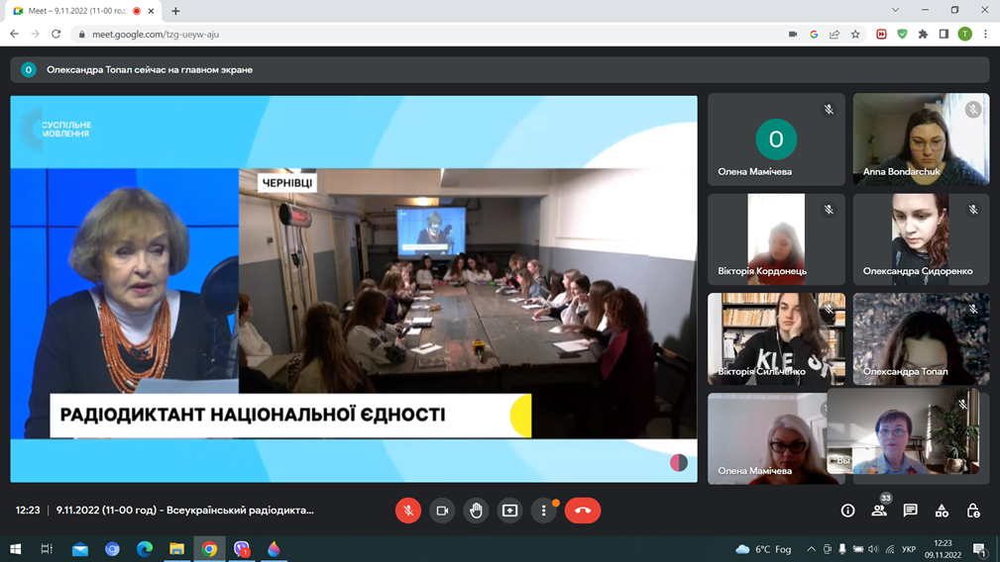 Meet – 9.11.2022 (11-00 год
meet.google.com/tzg-ueyw-aju
T
O
Олександра Топал сейчас на главном экране
СУСПІЛЬНЕ
МОВЛЕННЯ
ЧЕРНІВЦІ
РАДІОДИКТАНТ НАЦІОНАЛЬНОЇ ЄДНОСТІ
O
Олена Мамічева
Anna Bondarchuk
Вікторія Кордонець
Олександра Сидоренко
KLE
Вікторія Сильченко
Олександра Топал
Олена Мамічева
Вы
12:23 | 9.11.2022 (11-00 год) - Всеукраїнський радіодикта...
33
1
6°C Fog
УКР
12:23
09.11.2022
1